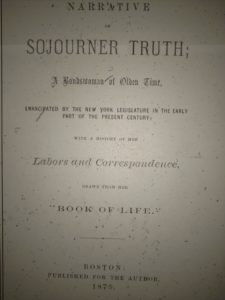 NARRATIVE
OF
SOJOURNER TRUTH;
A Bondswoman of Olden Time,
EMANCIPATED BY THE NEW YORK LEGISLATURE IN THE EARLY
PART OF THE PRESENT CENTURY;
WITH A HISTORY OF HER
Labors and Correspondence,
DRAWN FROM HER
"BOOK OF LIFE."
BOSTON:
PUBLISHED FOR THE AUTHOR,
1875.